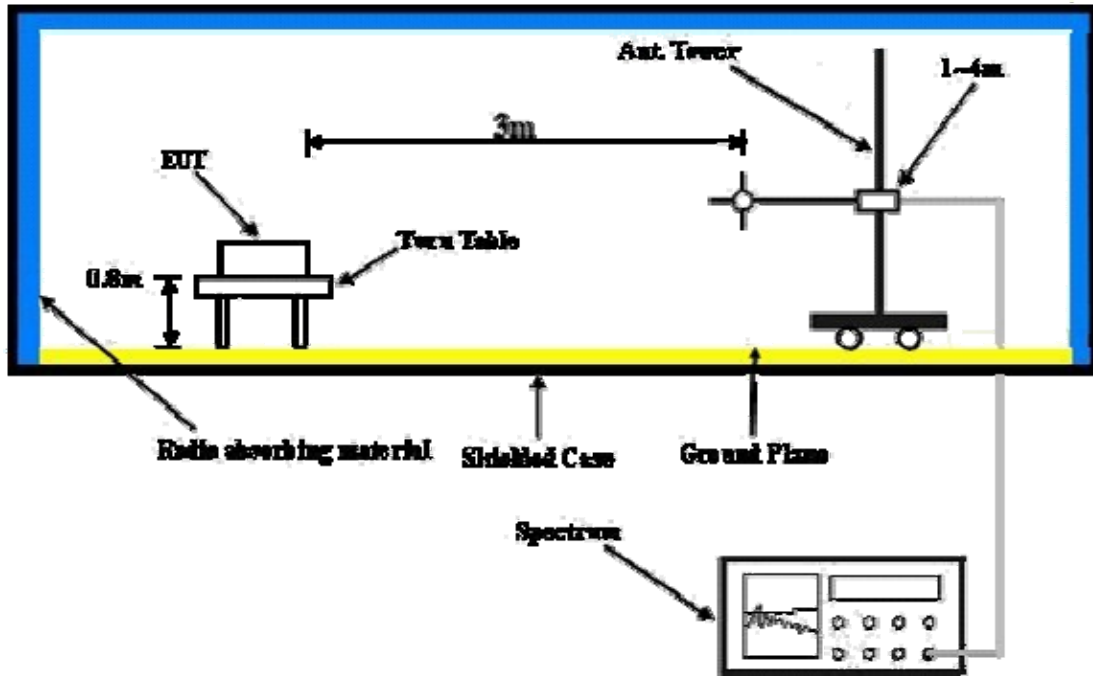 Ant. Tower
1~4m
3m
EUT
Turn Table
0.8m
Radio absorbing material
Shielded Case
Ground Plane
Spectrum